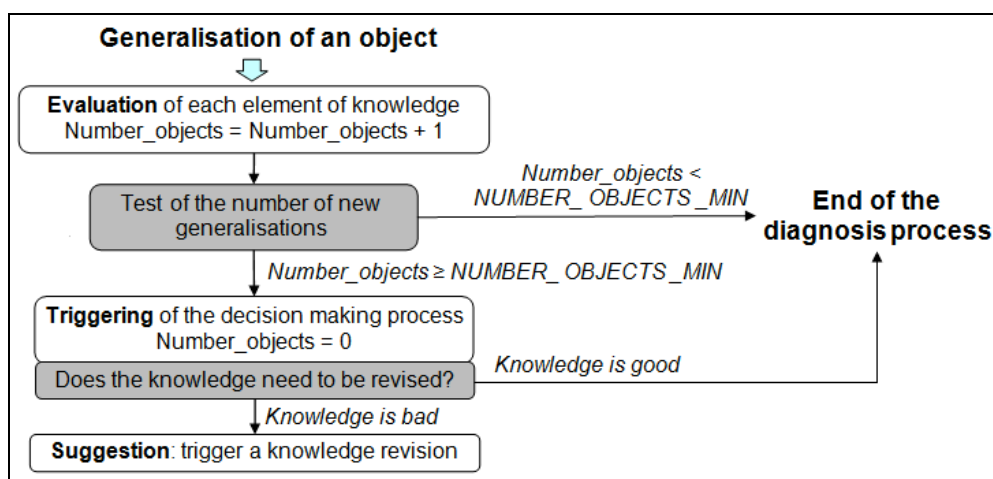 Generalisation of an object
Evaluation of each element of knowledge
Number_objects = Number_objects + 1
Number_objects <
NUMBER_ OBJECTS _MIN
Test of the number of new
generalisations
End of the
diagnosis process
Number_objects ≥ NUMBER_ OBJECTS _MIN
Triggering of the decision making process
Number_objects = 0
Does the knowledge need to be revised?
Knowledge is good
Knowledge is bad
Suggestion: trigger a knowledge revision